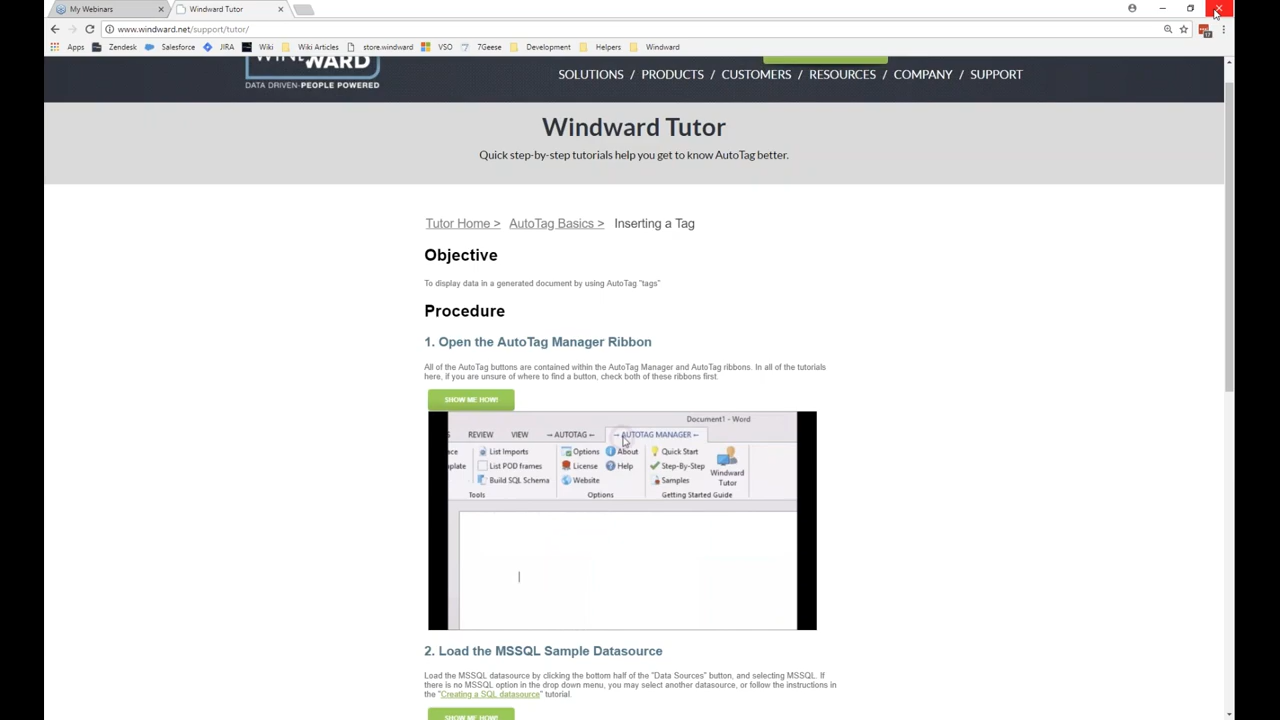 My Webinars
Windward Tutor
www.windward.net/support/tutor/
Apps Zendesk Salesforce JIRA Wiki Wiki Articles store.windward VSO 7Geese Development Helpers Windward
WINDWARD
DATA DRIVEN-PEOPLE POWERED
SOLUTIONS / PRODUCTS / CUSTOMERS / RESOURCES / COMPANY / SUPPORT
Windward Tutor
Quick step-by-step tutorials help you get to know AutoTag better.
Tutor Home > AutoTag Basics > Inserting a Tag
Objective
To display data in a generated document by using AutoTag "tags"
Procedure
1. Open the AutoTag Manager Ribbon
All of the AutoTag buttons are contained within the AutoTag Manager and AutoTag ribbons. In all of the tutorials
here, if you are unsure of where to find a button, check both of these ribbons first.
SHOW ME HOW!
Document1 - Word
S REVIEW VIEW → AUTOTAG ← → AUTOTAG MANAGER ←
ace List Imports Options About Quick Start
plate List POD frames License Help Step-By-Step Windward
Build SQL Schema Website Samples Tutor
Tools Options Getting Started Guide
2. Load the MSSQL Sample Datasource
Load the MSSQL datasource by clicking the bottom half of the "Data Sources" button, and selecting MSSQL. If
there is no MSSQL option in the drop down menu, you may select another datasource, or follow the instructions in
the "Creating a SQL datasource" tutorial.
SHOW ME HOW!